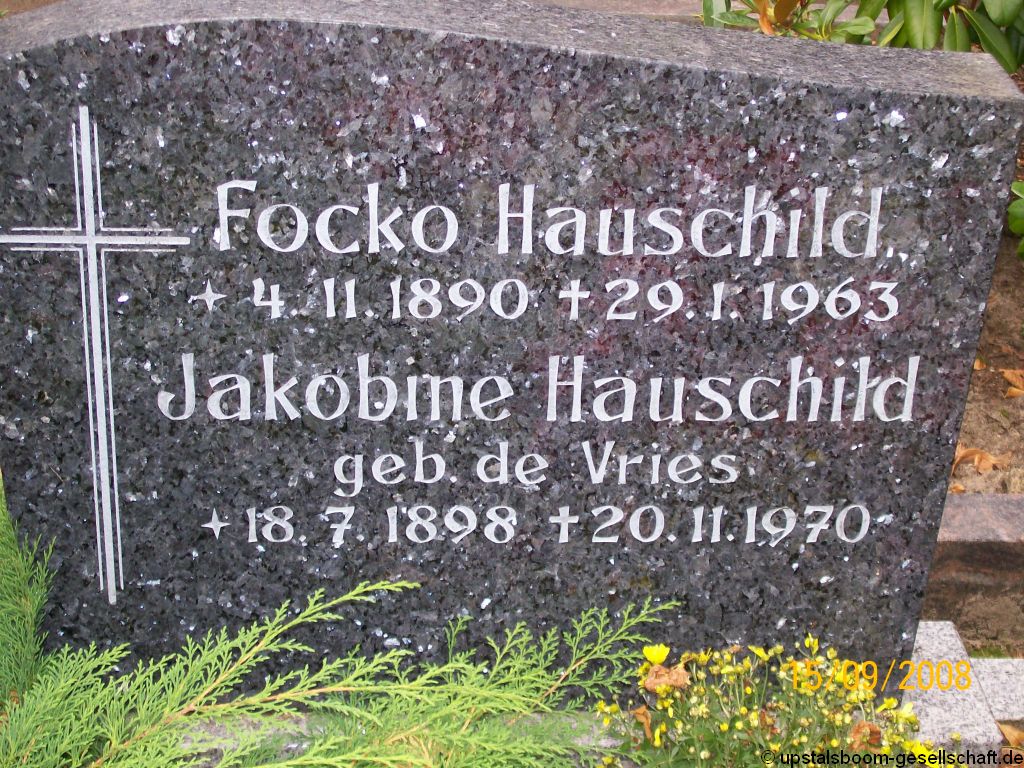 Focko Hauschild
4.11.1890 † 29.1.1963
Jakobine Hauschild
geb. de Vries
18.7.1898 † 20.11.1970
15/09/2008
© upstalsboom-gesellschaft.de